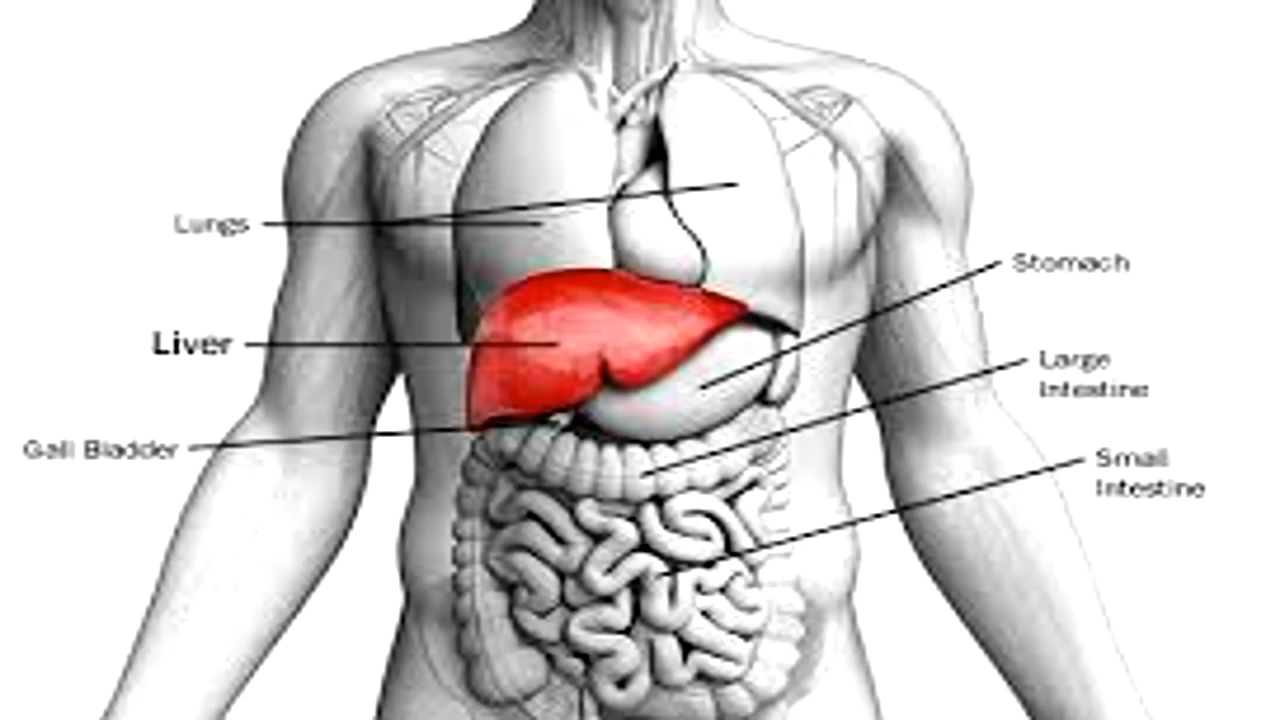 Lungs
Stomach
Liver
Large
Intestine
Gall Bladder
Small
Intestine